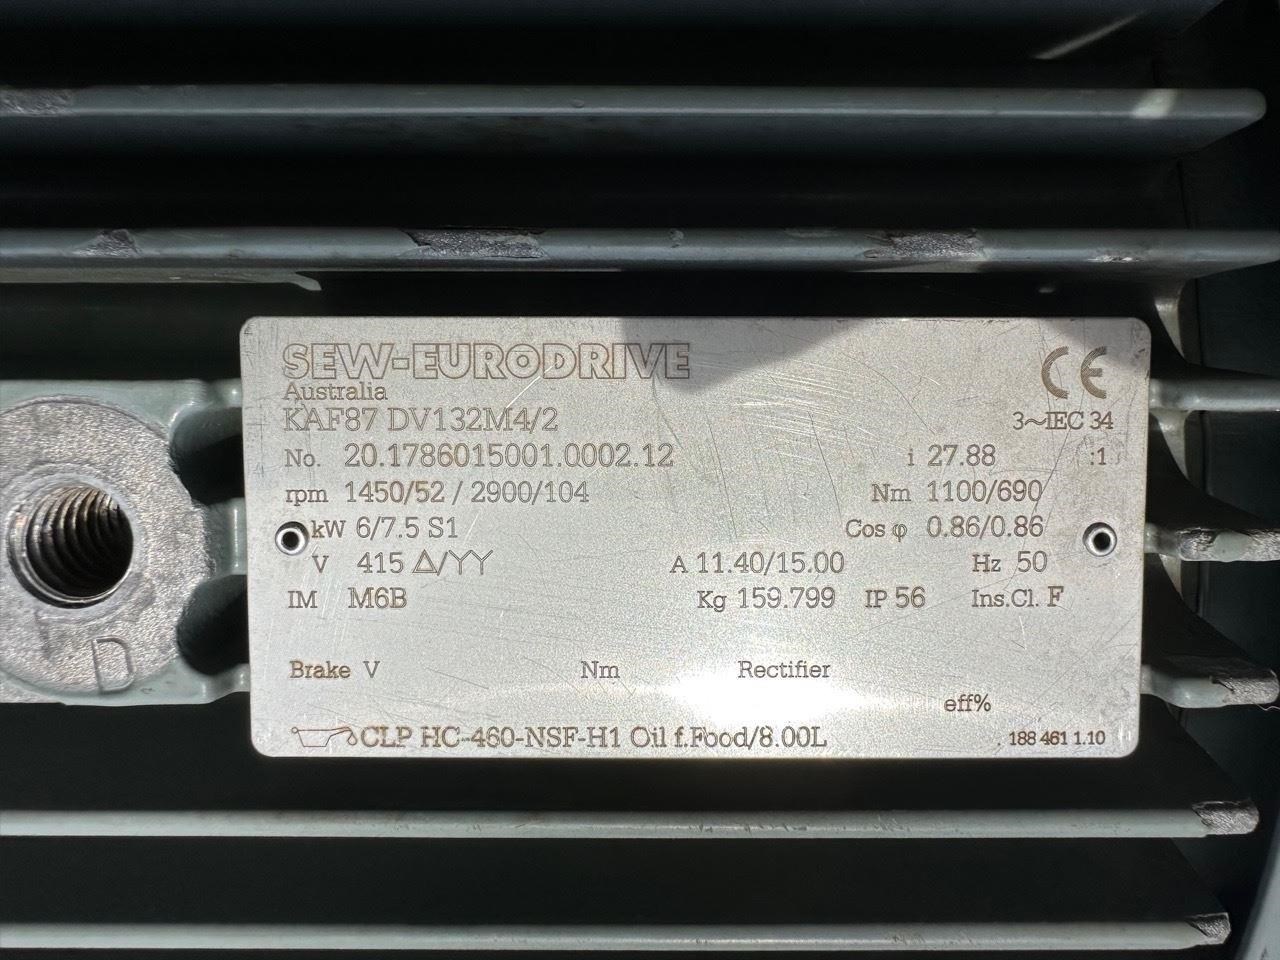 SEW-EURODRIVE
Australia
CE
KAF87 DV132M4/2
3~IEC 34
No. 20.1786015001.0002.12 i 27.88 :1
rpm 1450/52 / 2900/104 Nm 1100/690
kW 6/7.5 S1 Cos φ 0.86/0.86
V 415 △/YY A 11.40/15.00 Hz 50
IM M6B Kg 159.799 IP 56 Ins.Cl. F
Brake V Nm Rectifier
eff%
CLP HC-460-NSF-H1 Oil f.Food/8.00L
188 461 1.10
D